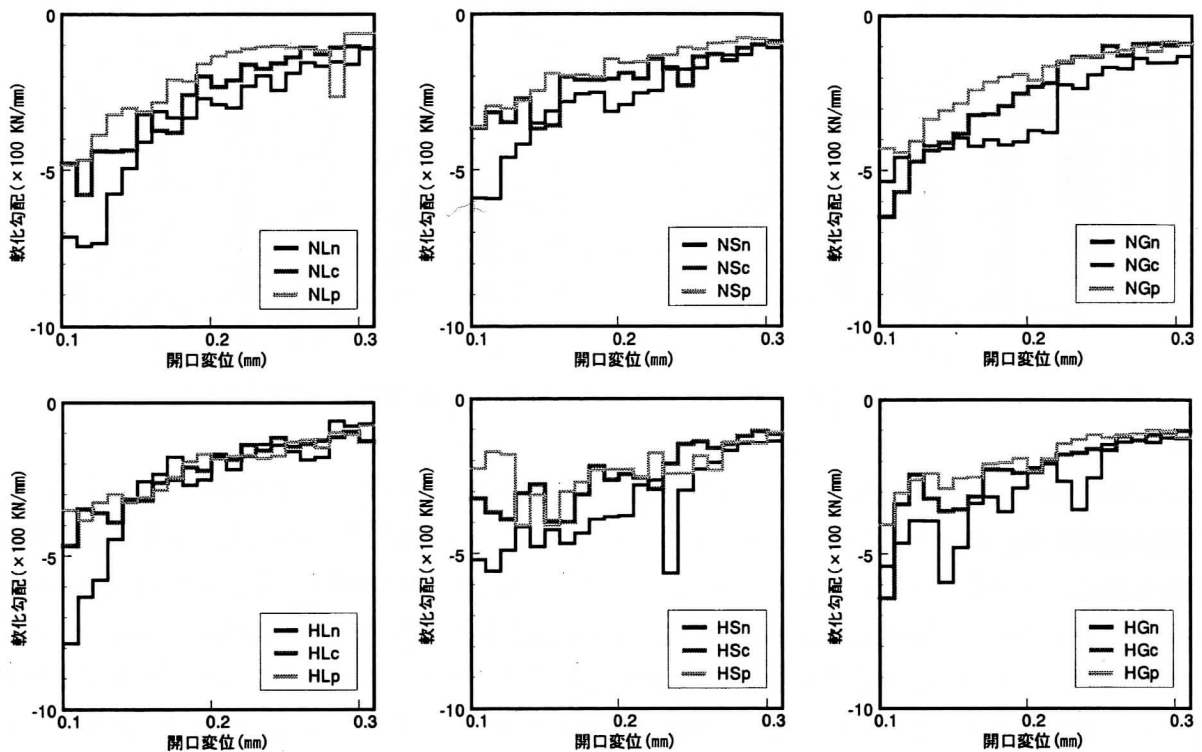 0
-5
-10
軟化勾配(×100 KN/mm)
NLn
NLc
NLp
0.1
0.2
0.3
開口変位(mm)
0
-5
-10
軟化勾配(×100 KN/mm)
NSn
NSc
NSp
0.1
0.2
0.3
開口変位(mm)
0
-5
-10
軟化勾配(×100 KN/mm)
NGn
NGc
NGp
0.1
0.2
0.3
開口変位(mm)
0
-5
-10
軟化勾配(×100 KN/mm)
HLn
HLc
HLp
0.1
0.2
0.3
開口変位(mm)
0
-5
-10
軟化勾配(×100 KN/mm)
HSn
HSc
HSp
0.1
0.2
0.3
開口変位(mm)
0
-5
-10
軟化勾配(×100 KN/mm)
HGn
HGc
HGp
0.1
0.2
0.3
開口変位(mm)